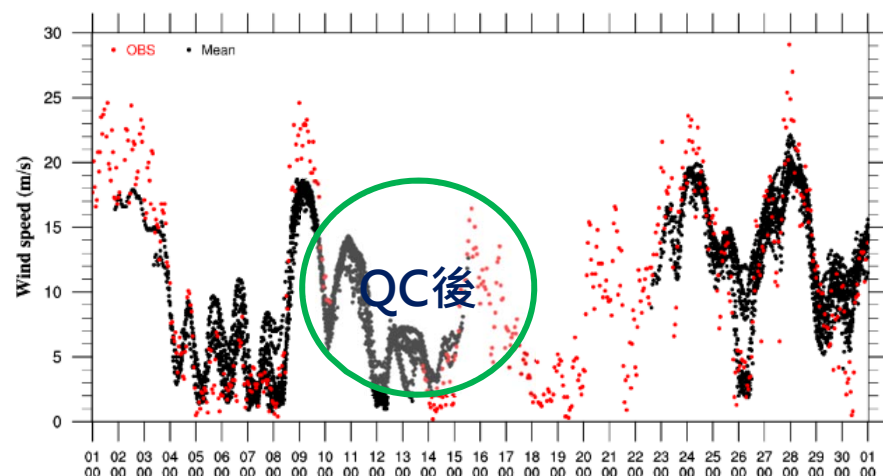 30
OBS Mean
25
20
Wind speed (m/s)
15
QC後
10
5
0
01 02 03 04 05 06 07 08 09 10 11 12 13 14 15 16 17 18 19 20 21 22 23 24 25 26 27 28 29 30 01
00 00 00 00 00 00 00 00 00 00 00 00 00 00 00 00 00 00 00 00 00 00 00 00 00 00 00 00 00 00 00